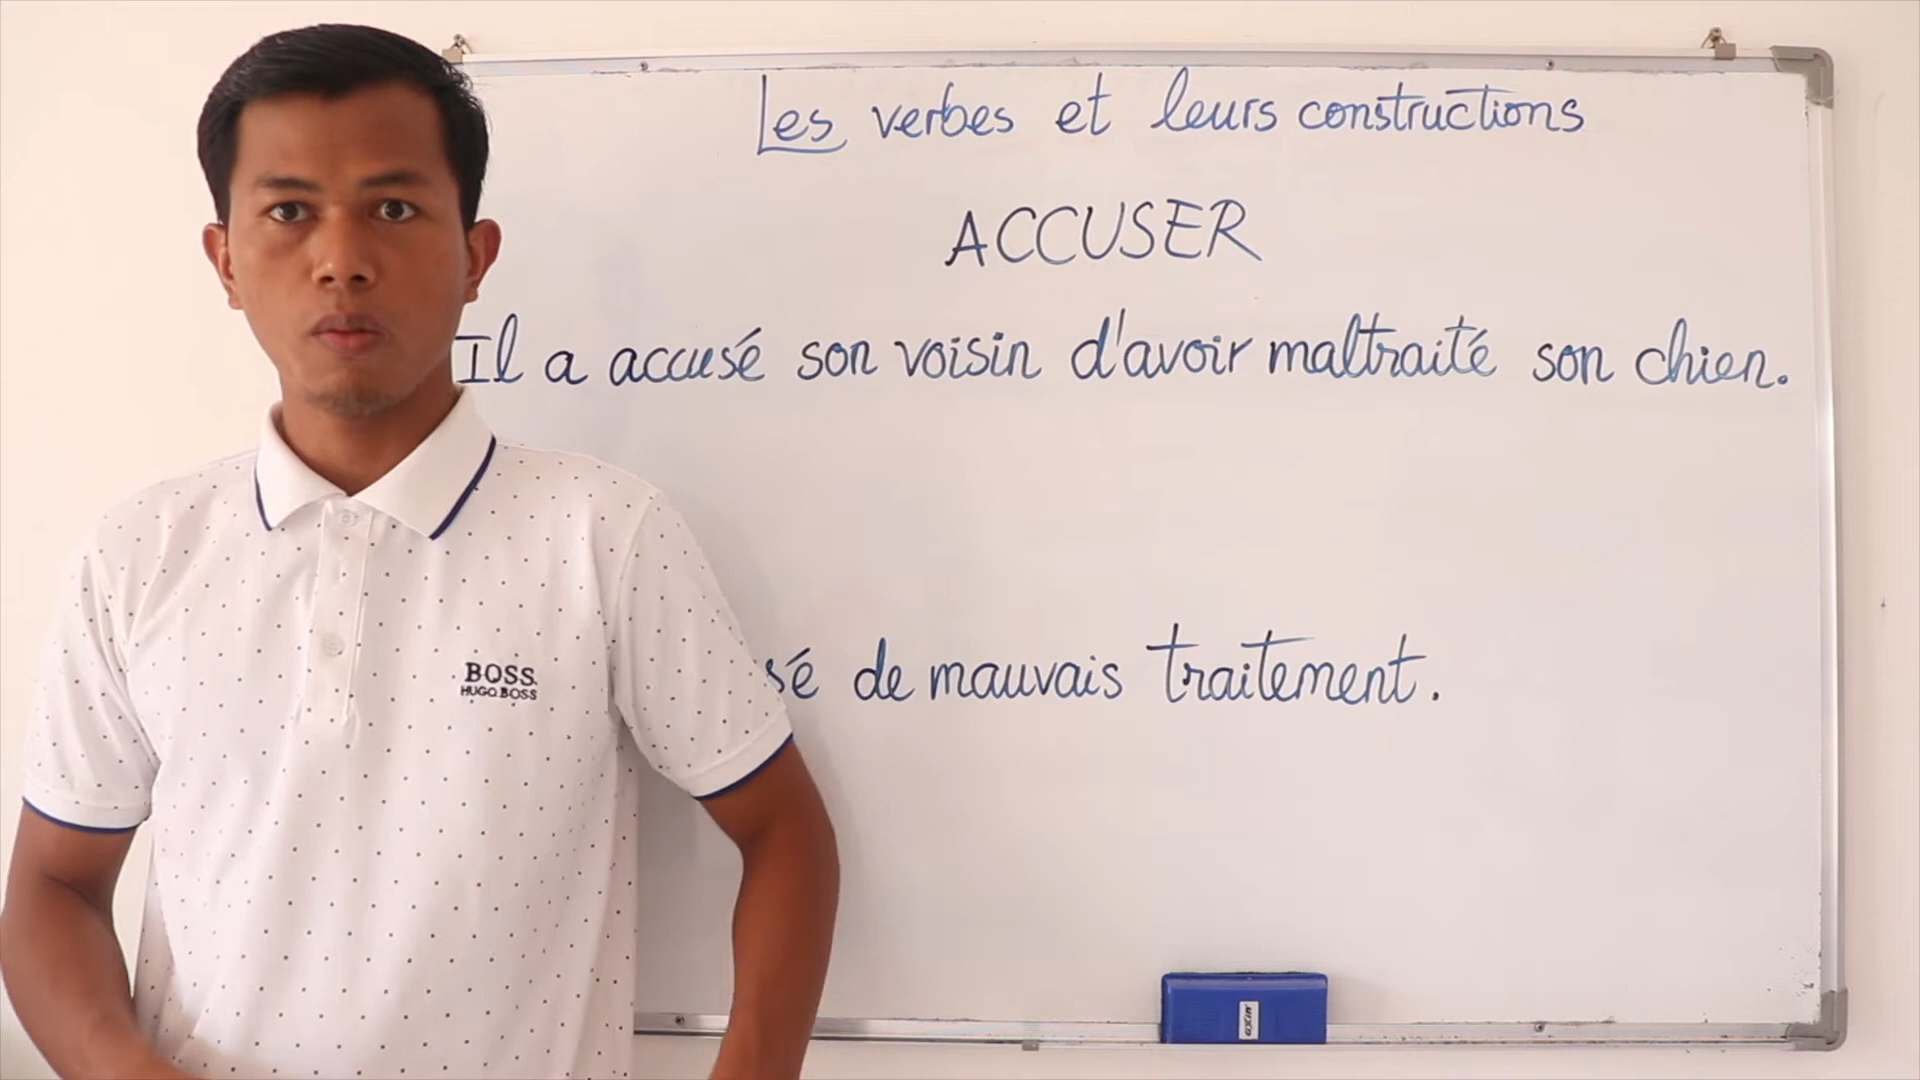 Les verbes et leurs constructions
ACCUSER
Il a accusé son voisin d'avoir maltraité son chien.
de mauvais traitement.
BOSS
HUGO BOSS